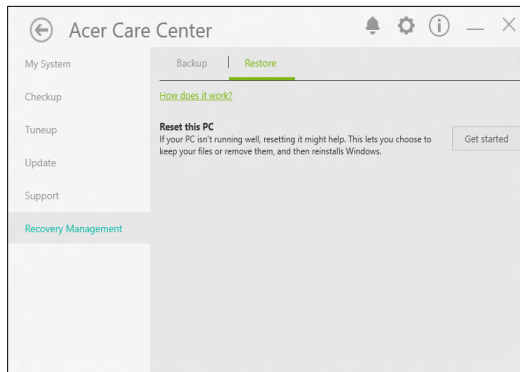 Acer Care Center
My System
Checkup
Tuneup
Update
Support
Recovery Management
Backup
Restore
How does it work?
Reset this PC
If your PC isn't running well, resetting it might help. This lets you choose to
keep your files or remove them, and then reinstalls Windows.
Get started